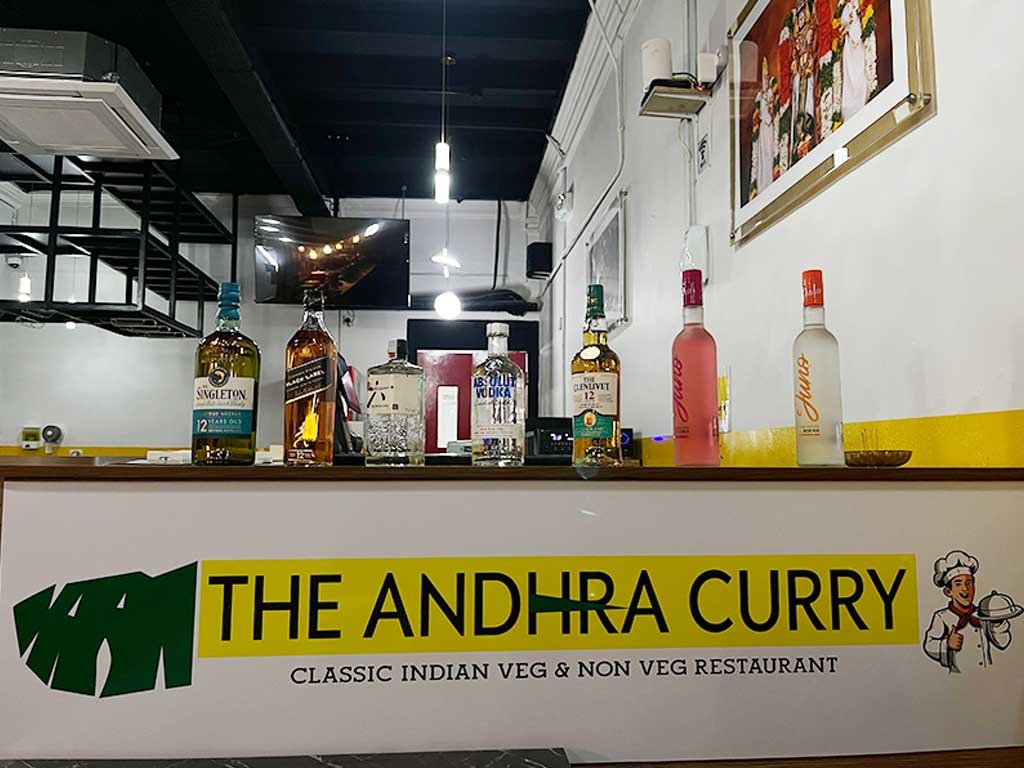 THE
SINGLETON.
12 YEARS OLD
BLACK LABEL
12
ABSOLUT
VODKA
THE
GLENLIVET
12
Juno
Juno
THE ANDHRA CURRY
CLASSIC INDIAN VEG & NON VEG RESTAURANT